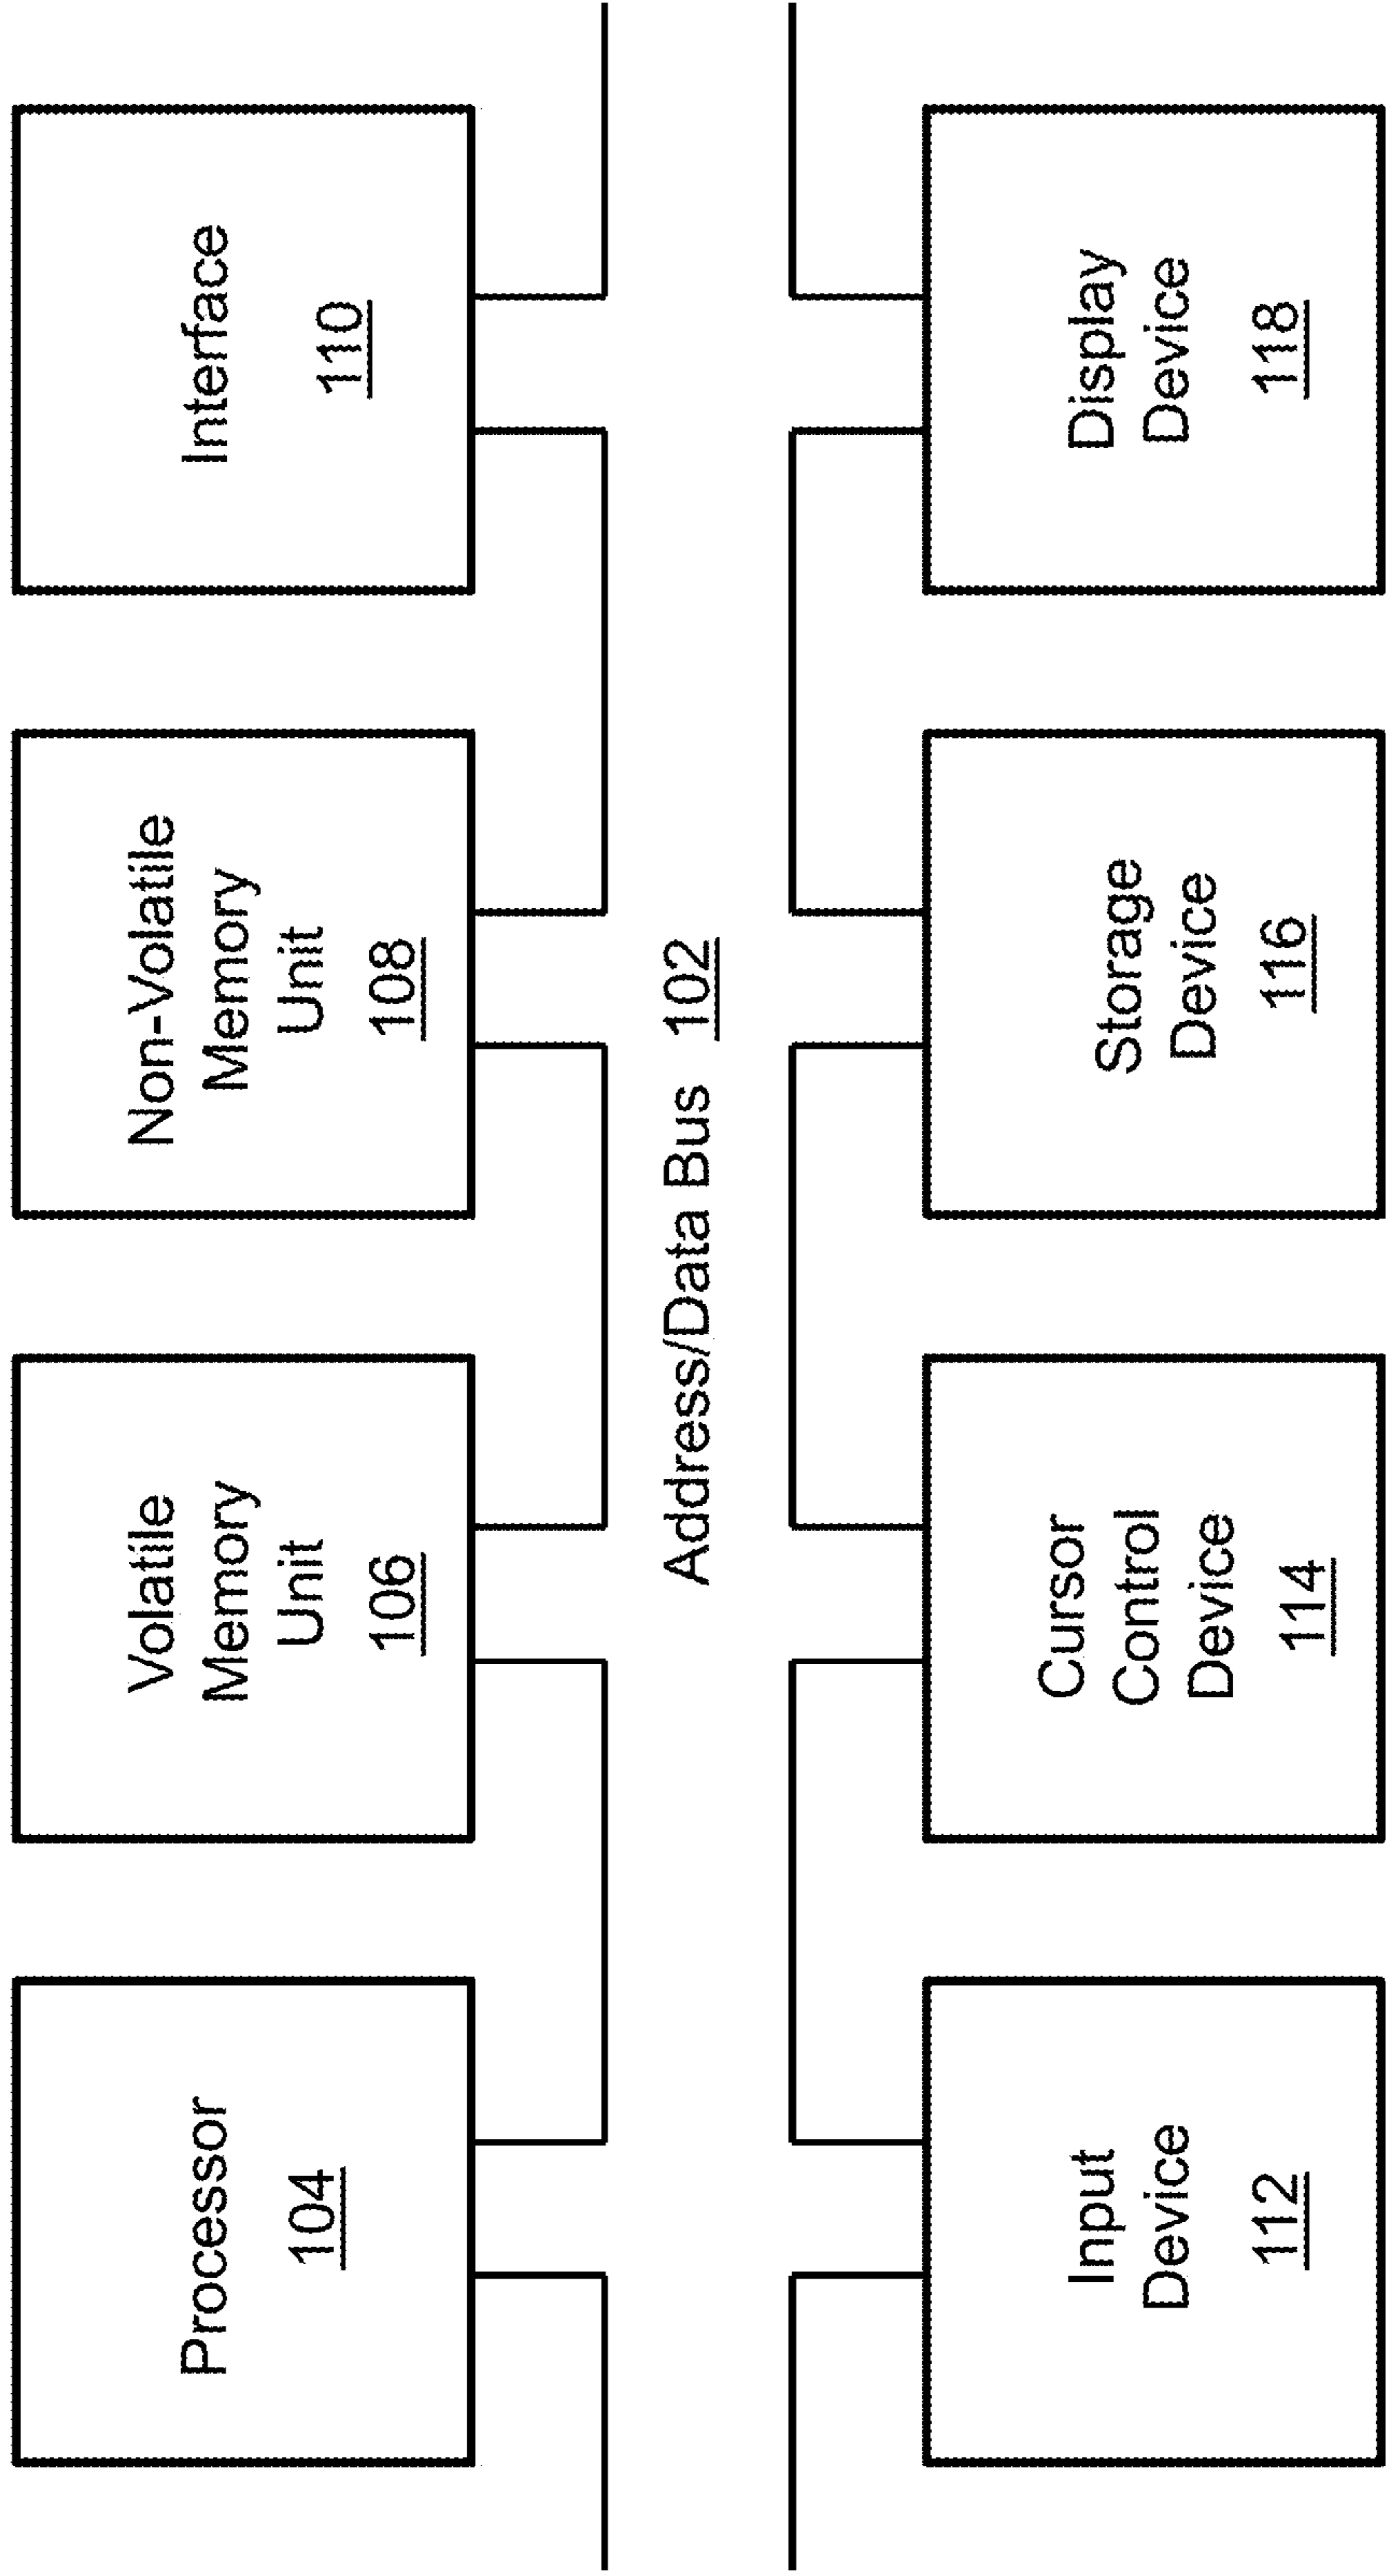 Processor
104
Volatile
Memory
Unit
106
Non-Volatile
Memory
Unit
108
Interface
110
Address/Data Bus 102
Input
Device
112
Cursor
Control
Device
114
Storage
Device
116
Display
Device
118